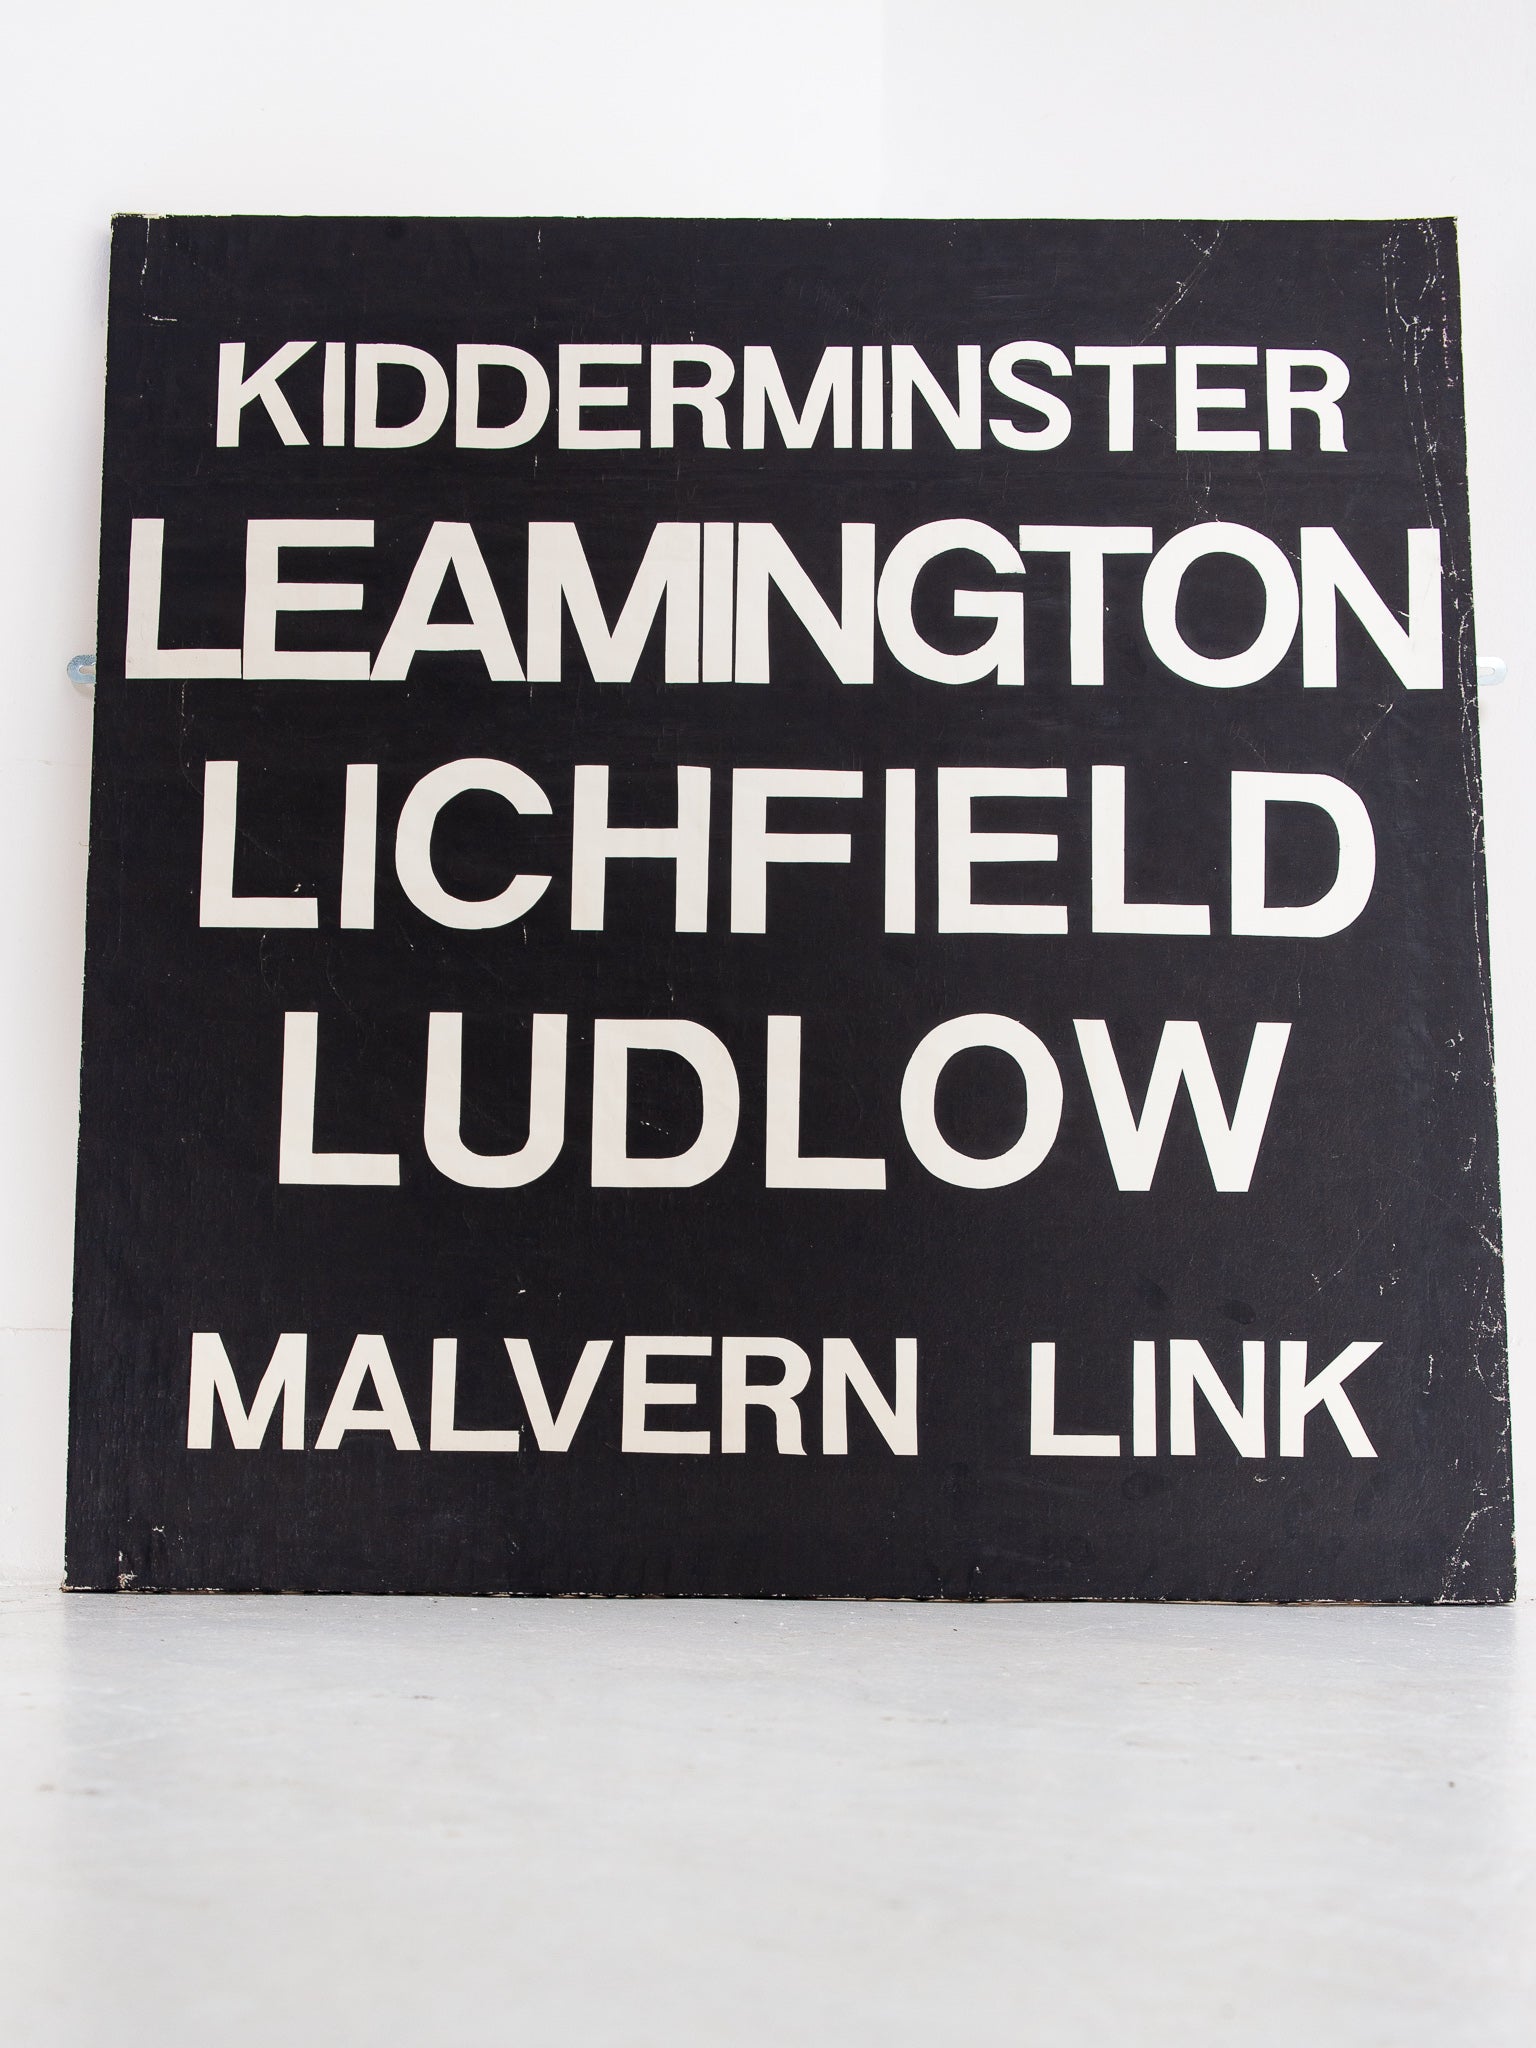 KIDDERMINSTER
LEAMINGTON
LICHFIELD
LUDLOW
MALVERN LINK